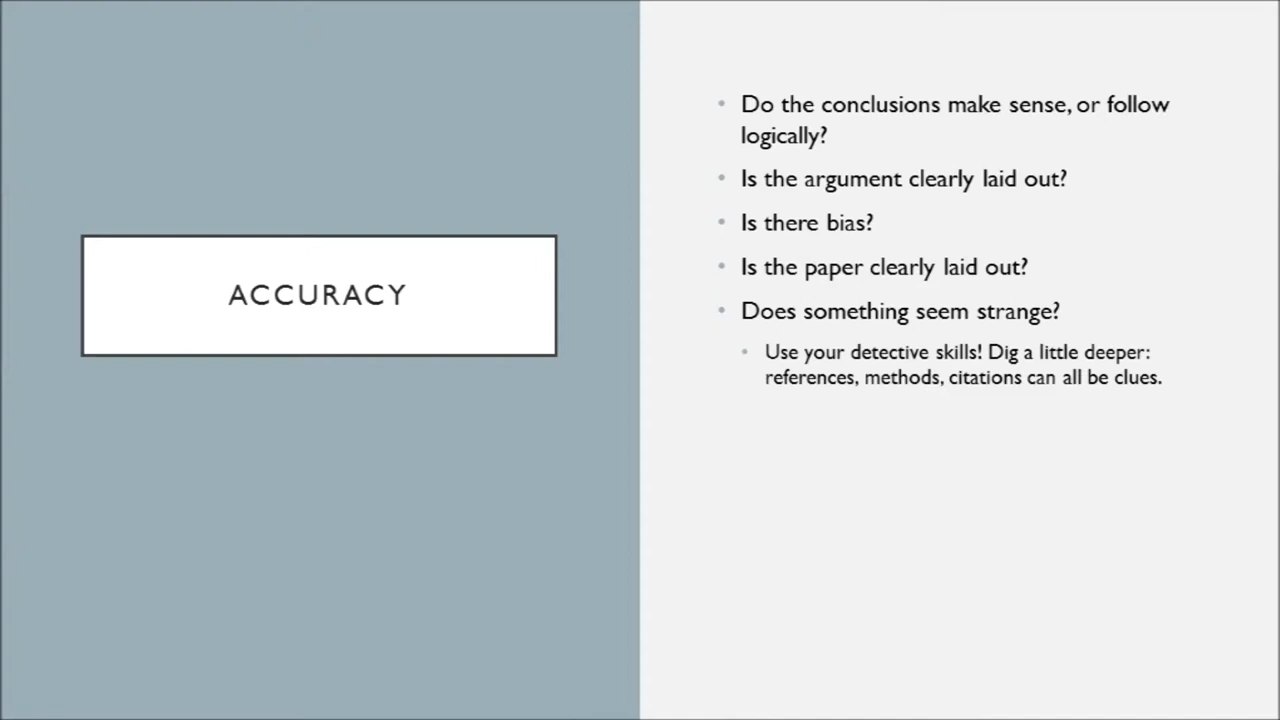 ACCURACY
• Do the conclusions make sense, or follow
logically?
• Is the argument clearly laid out?
• Is there bias?
• Is the paper clearly laid out?
• Does something seem strange?
• Use your detective skills! Dig a little deeper:
references, methods, citations can all be clues.